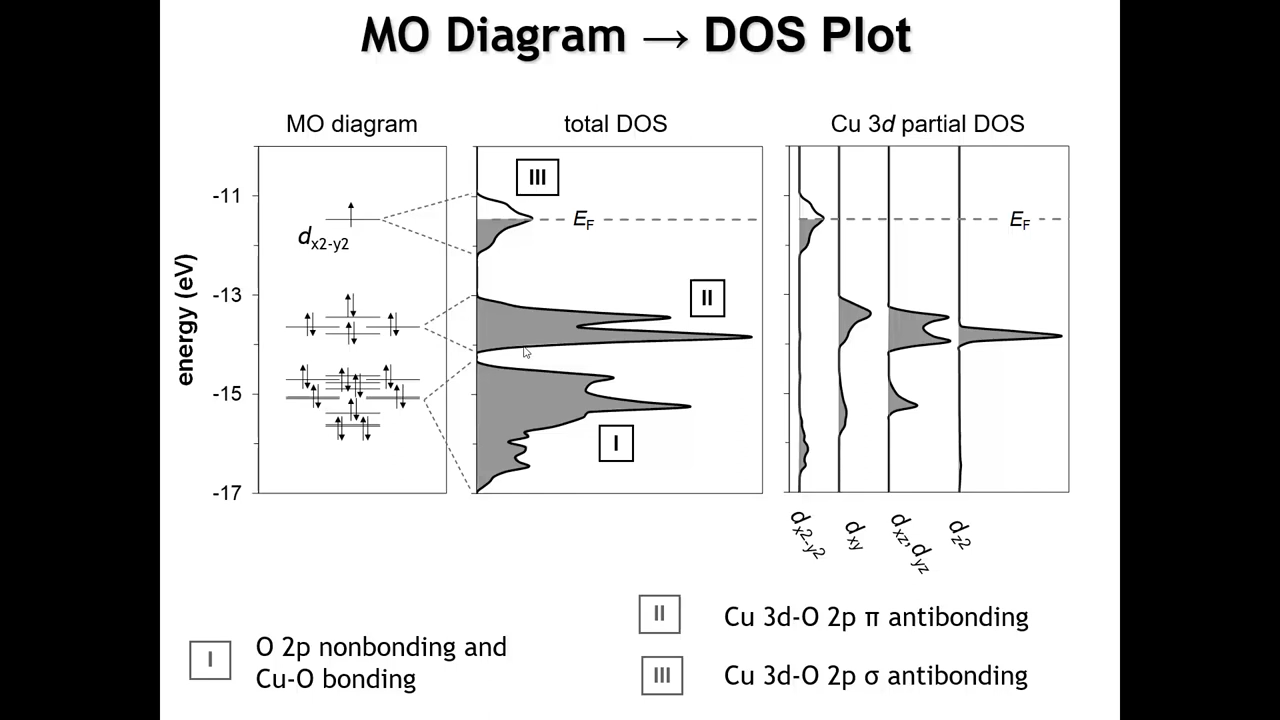 MO Diagram → DOS Plot
MO diagram
total DOS
Cu 3d partial DOS
energy (eV)
-11
-13
-15
-17
dx2-y2
III
EF
II
I
EF
dx2-y2
dxy
dxz,dyz
dz2
I
O 2p nonbonding and
Cu-O bonding
II
Cu 3d-O 2p π antibonding
III
Cu 3d-O 2p σ antibonding